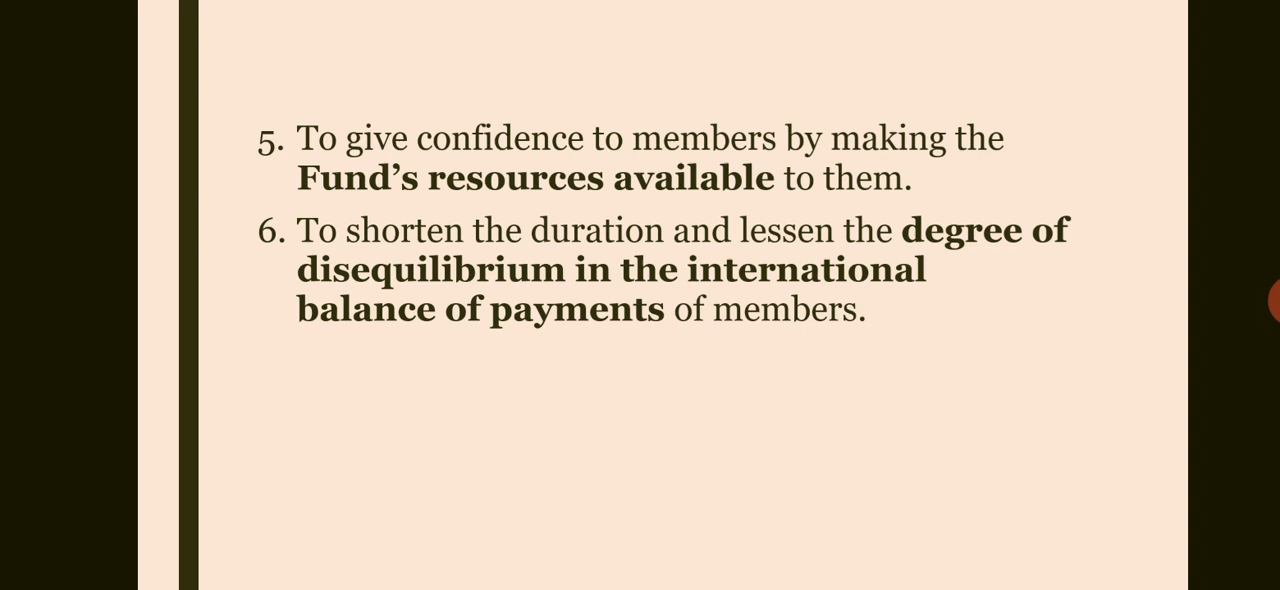 5. To give confidence to members by making the
Fund’s resources available to them.
6. To shorten the duration and lessen the degree of
disequilibrium in the international
balance of payments of members.